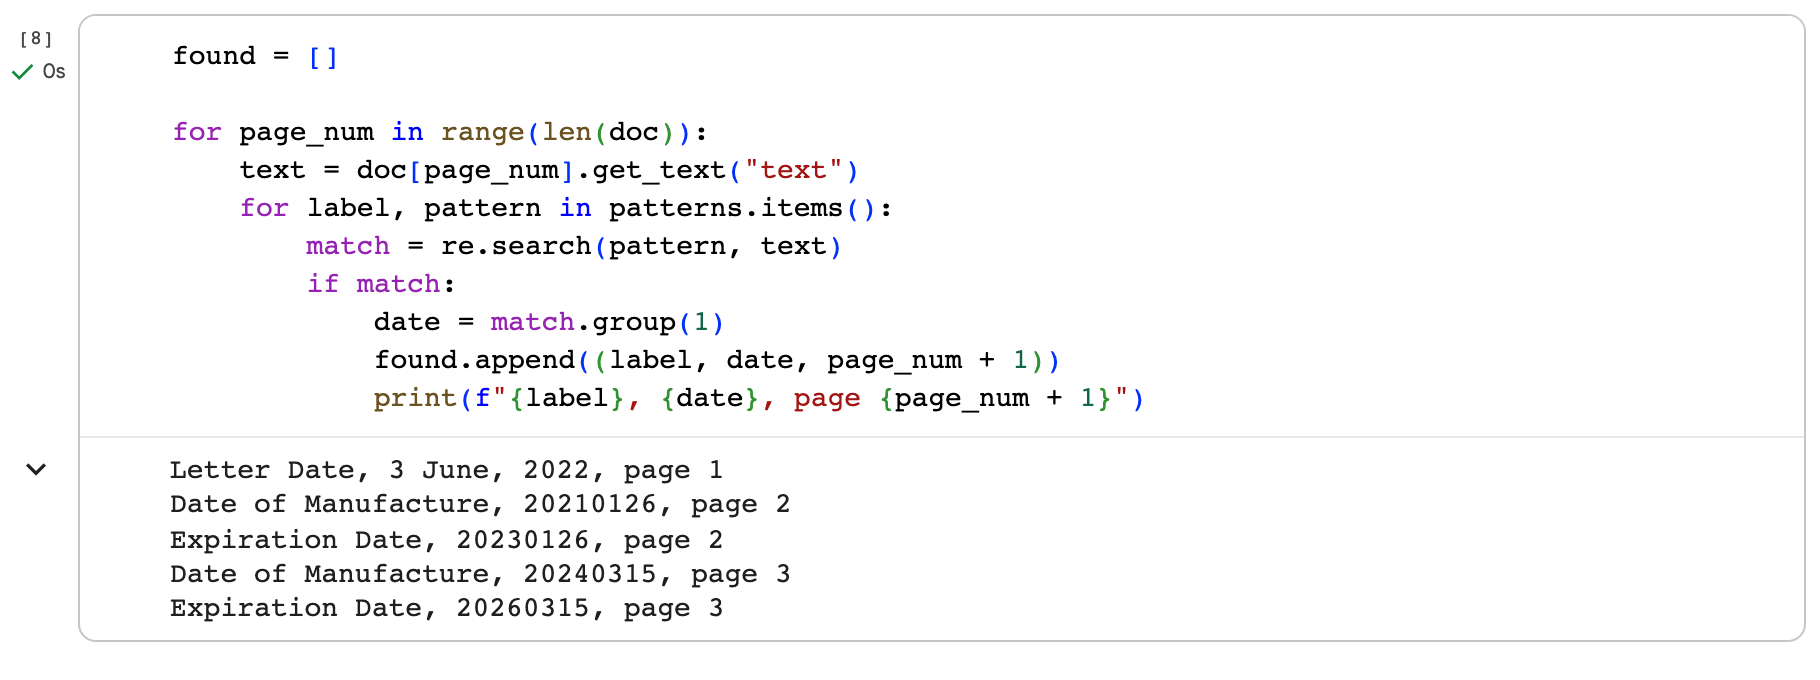 [8]
0s
found = []
for page_num in range(len(doc)):
    text = doc[page_num].get_text("text")
    for label, pattern in patterns.items():
        match = re.search(pattern, text)
        if match:
            date = match.group(1)
            found.append((label, date, page_num + 1))
            print(f"{label}, {date}, page {page_num + 1}")
Letter Date, 3 June, 2022, page 1
Date of Manufacture, 20210126, page 2
Expiration Date, 20230126, page 2
Date of Manufacture, 20240315, page 3
Expiration Date, 20260315, page 3